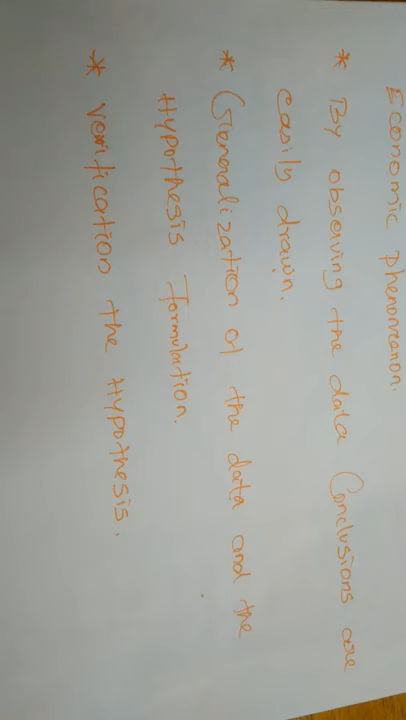 Economic phenomenon.
* By observing the data Conclusions are
easily drawn.
* Generalization of the data and the
Hypothesis formulation.
* Verification the Hypothesis.